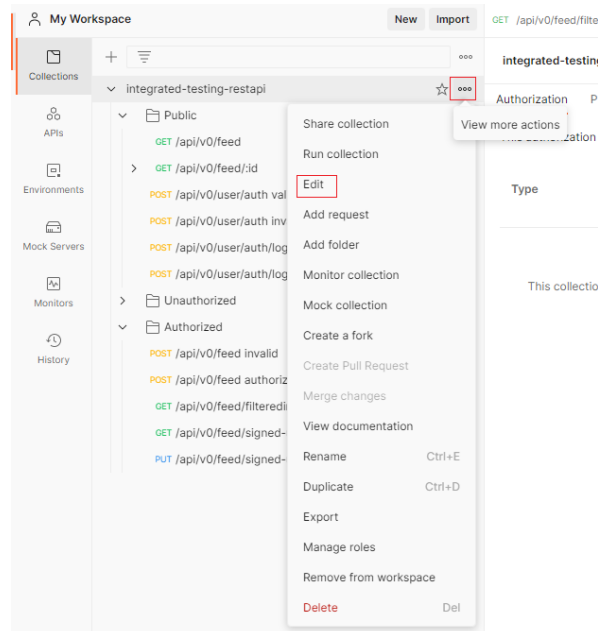 My Workspace
New
Import
GET /api/v0/feed/filte
Collections
APIs
Environments
Mock Servers
Monitors
History
integrated-testing-restapi
Public
GET /api/v0/feed
GET /api/v0/feed/:id
POST /api/v0/user/auth val
POST /api/v0/user/auth inv
POST /api/v0/user/auth/log
POST /api/v0/user/auth/log
Unauthorized
Authorized
POST /api/v0/feed invalid
POST /api/v0/feed authoriz
GET /api/v0/feed/filteredi
GET /api/v0/feed/signed-
PUT /api/v0/feed/signed-
Share collection
Run collection
Edit
Add request
Add folder
Monitor collection
Mock collection
Create a fork
Create Pull Request
Merge changes
View documentation
Rename Ctrl+E
Duplicate Ctrl+D
Export
Manage roles
Remove from workspace
Delete Del
View more actions
integrated-testing
Authorization P
Type
This collectio